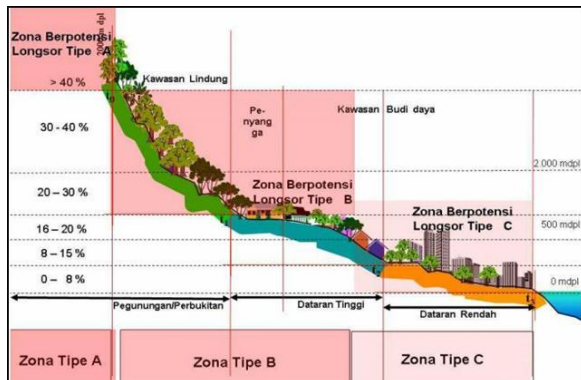 Zona Berpotensi
Longsor Tipe A
> 40 %
Kawasan Lindung
30 - 40 %
Pe-
nyang
ga
Kawasan Budi daya
2.000 mdpl
20 – 30 %
Zona Berpotensi
Longsor Tipe B
Zona Berpotensi
Longsor Tipe C
500 mdpl
16 – 20 %
8 – 15 %
0 – 8 %
0 mdpl
Pegunungan/Perbukitan
Dataran Tinggi
Dataran Rendah
Zona Tipe A
Zona Tipe B
Zona Tipe C